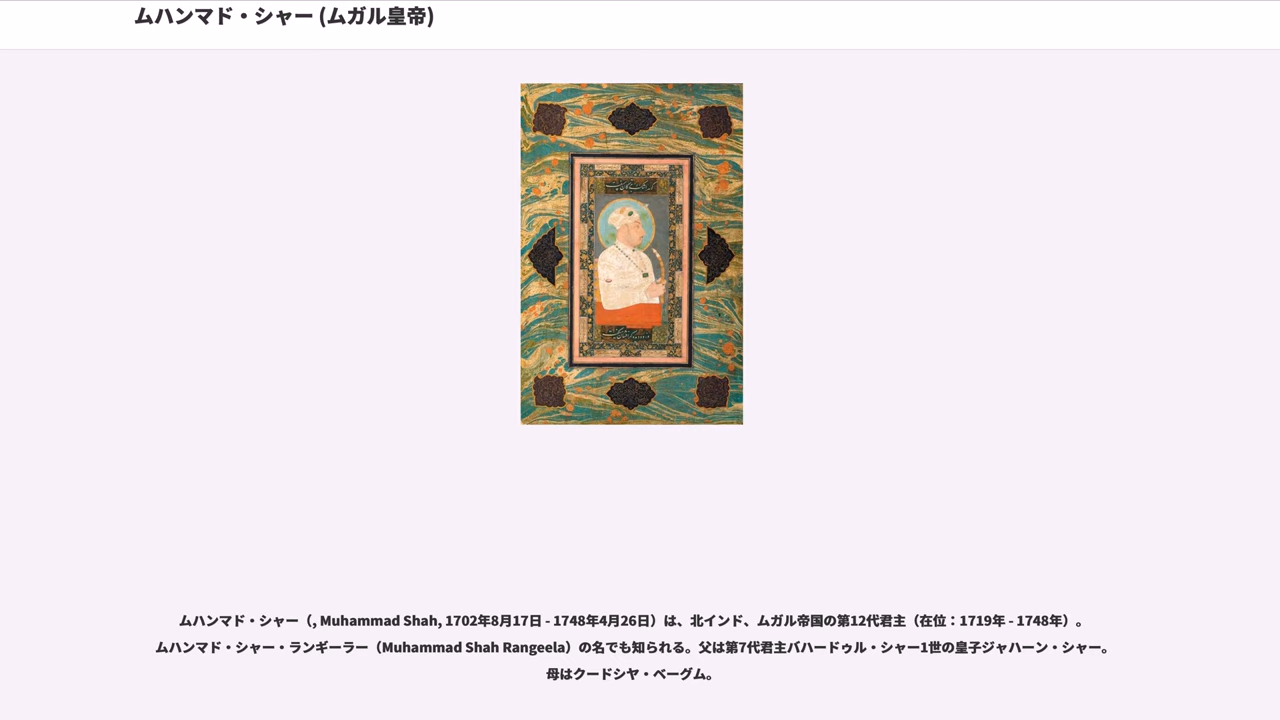 ムハンマド・シャー (ムガル皇帝)
ムハンマド・シャー（, Muhammad Shah, 1702年8月17日 - 1748年4月26日）は、北インド、ムガル帝国の第12代君主（在位：1719年 - 1748年）。
ムハンマド・シャー・ランギーラー（Muhammad Shah Rangeela）の名でも知られる。父は第7代君主バハードゥル・シャー1世の皇子ジャハーン・シャー。
母はクードシヤ・ベーグム。